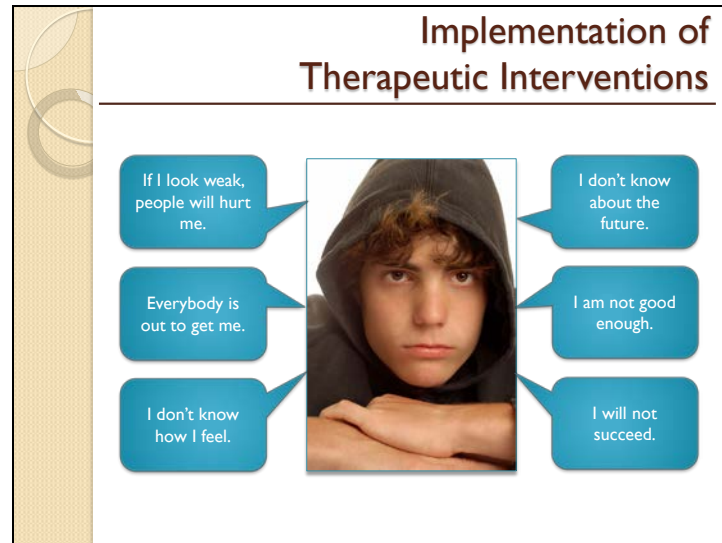 Implementation of
Therapeutic Interventions
If I look weak,
people will hurt
me.
Everybody is
out to get me.
I don't know
how I feel.
I don't know
about the
future.
I am not good
enough.
I will not
succeed.